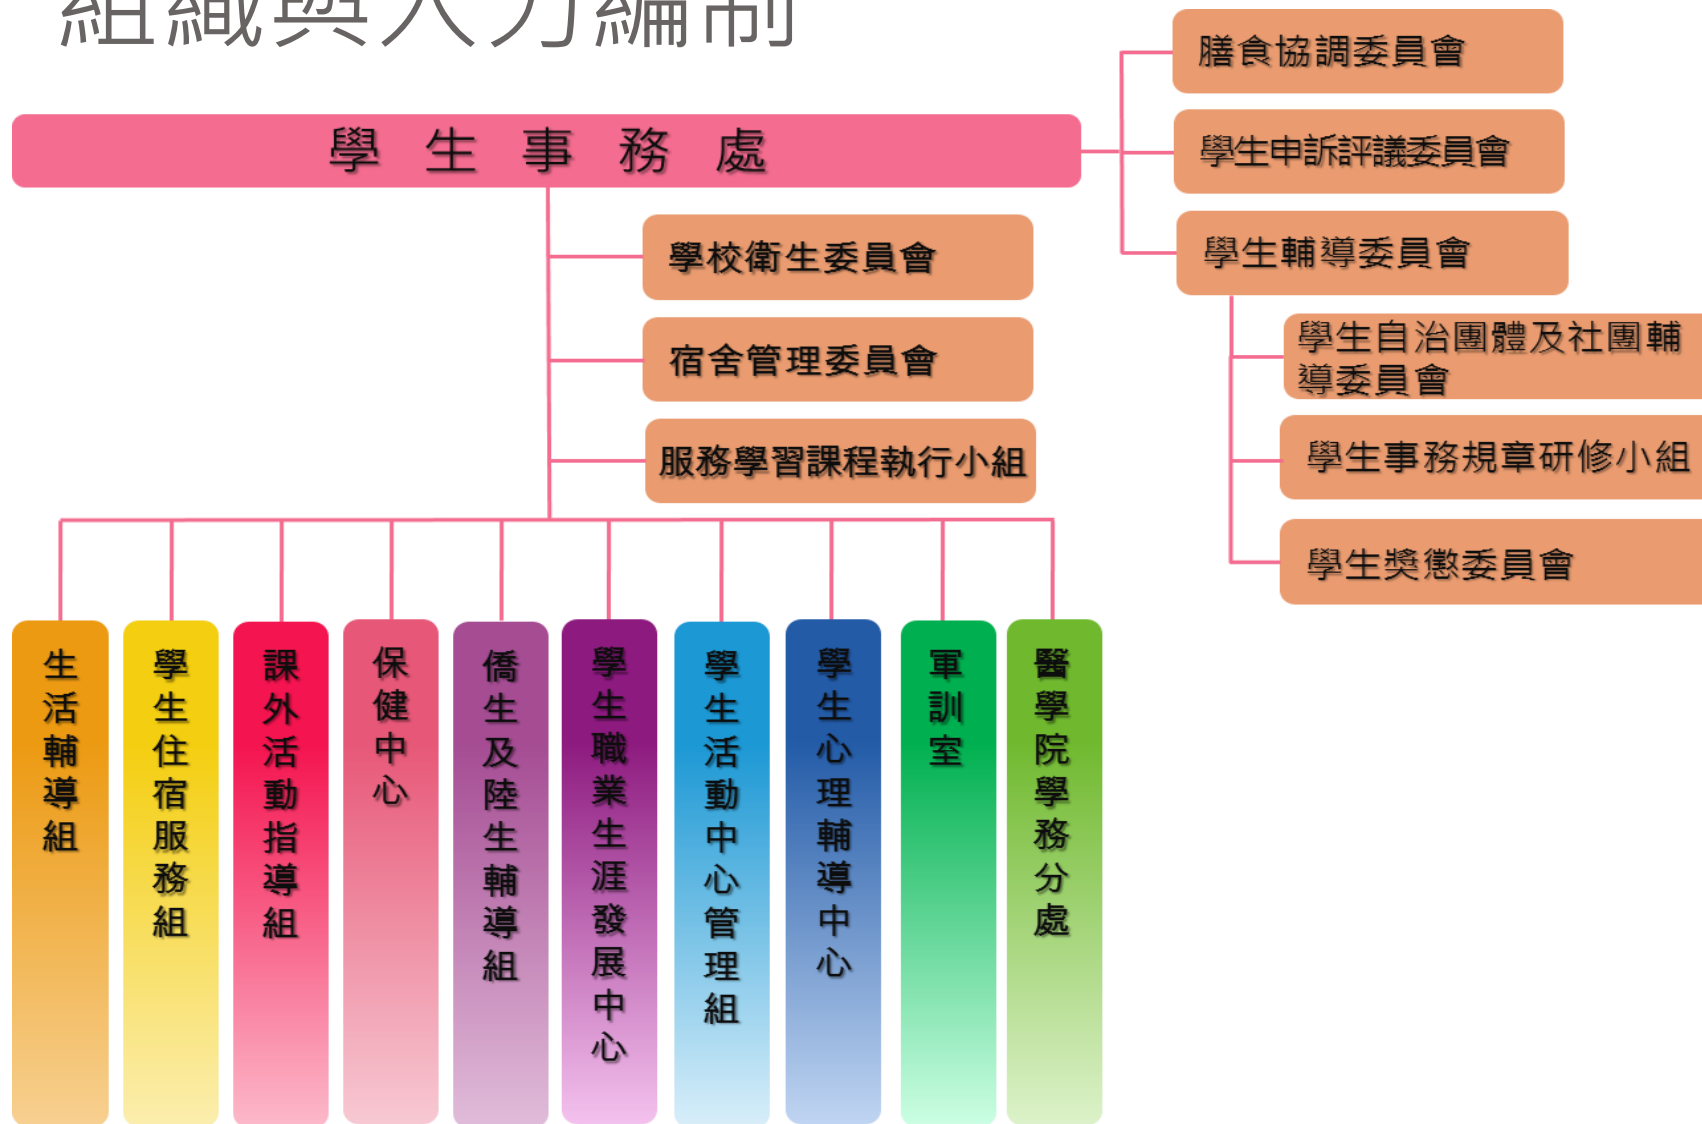 組織與人力編制
學生事務處
膳食協調委員會
學生申訴評議委員會
學生輔導委員會
學生自治團體及社團輔
導委員會
學生事務規章研修小組
學生獎懲委員會
學校衛生委員會
宿舍管理委員會
服務學習課程執行小組
生活輔導組
學生住宿服務組
課外活動指導組
保健中心
僑生及陸生輔導組
學生職業生涯發展中心
學生活動中心管理組
學生心理輔導中心
軍訓室
醫學院學務分處